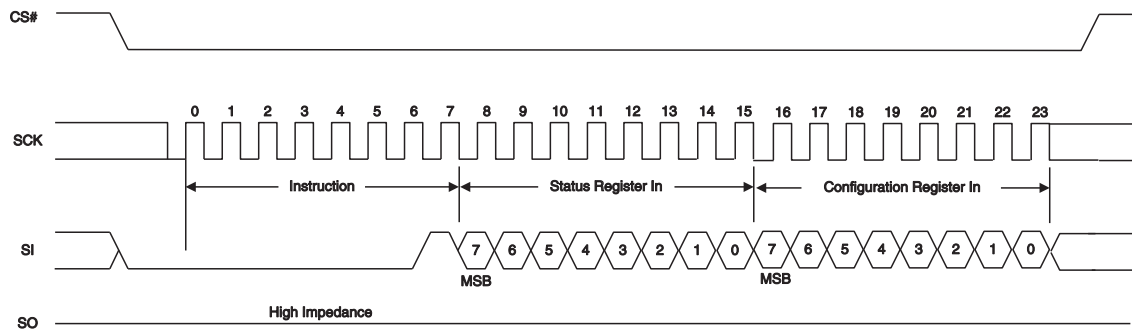 CS#
0 1 2 3 4 5 6 7 8 9 10 11 12 13 14 15 16 17 18 19 20 21 22 23
SCK
Instruction Status Register In Configuration Register In
SI 7 6 5 4 3 2 1 0 7 6 5 4 3 2 1 0
MSB MSB
High Impedance
SO